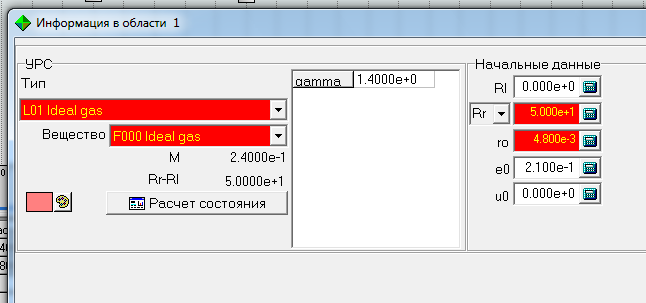 Информация в области 1
УРС
Тип
L01 Ideal gas
Вещество F000 Ideal gas
M 2.4000e-1
Rr-Rl 5.0000e+1
Расчет состояния
gamma 1.4000e+0
Начальные данные
Rl 0.000e+0
Rr 5.000e+1
ro 4.800e-3
e0 2.100e-1
u0 0.000e+0